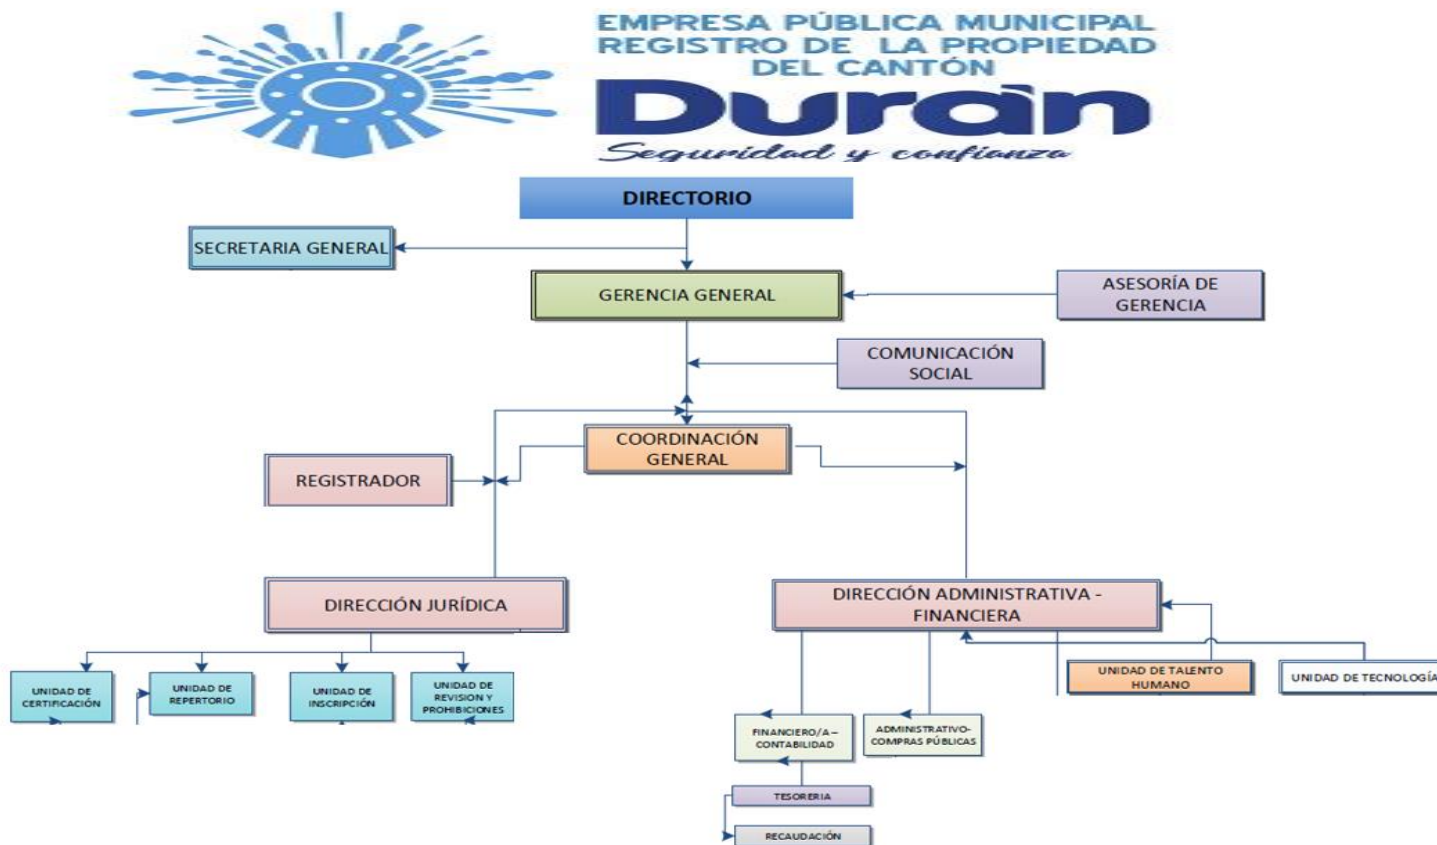 EMPRESA PÚBLICA MUNICIPAL
REGISTRO DE LA PROPIEDAD
DEL CANTÓN
Durán
Seguridad y confianza
DIRECTORIO
SECRETARIA GENERAL
GERENCIA GENERAL
ASESORÍA DE
GERENCIA
COMUNICACIÓN
SOCIAL
COORDINACIÓN
GENERAL
REGISTRADOR
DIRECCIÓN JURÍDICA
DIRECCIÓN ADMINISTRATIVA -
FINANCIERA
UNIDAD DE
CERTIFICACIÓN
UNIDAD DE
REPERTORIO
UNIDAD DE
INSCRIPCIÓN
UNIDAD DE
REVISION Y
PROHIBICIONES
UNIDAD DE TALENTO
HUMANO
UNIDAD DE TECNOLOGÍA
FINANCIERO/A –
CONTABILIDAD
ADMINISTRATIVO-
COMPRAS PÚBLICAS
TESORERIA
RECAUDACIÓN